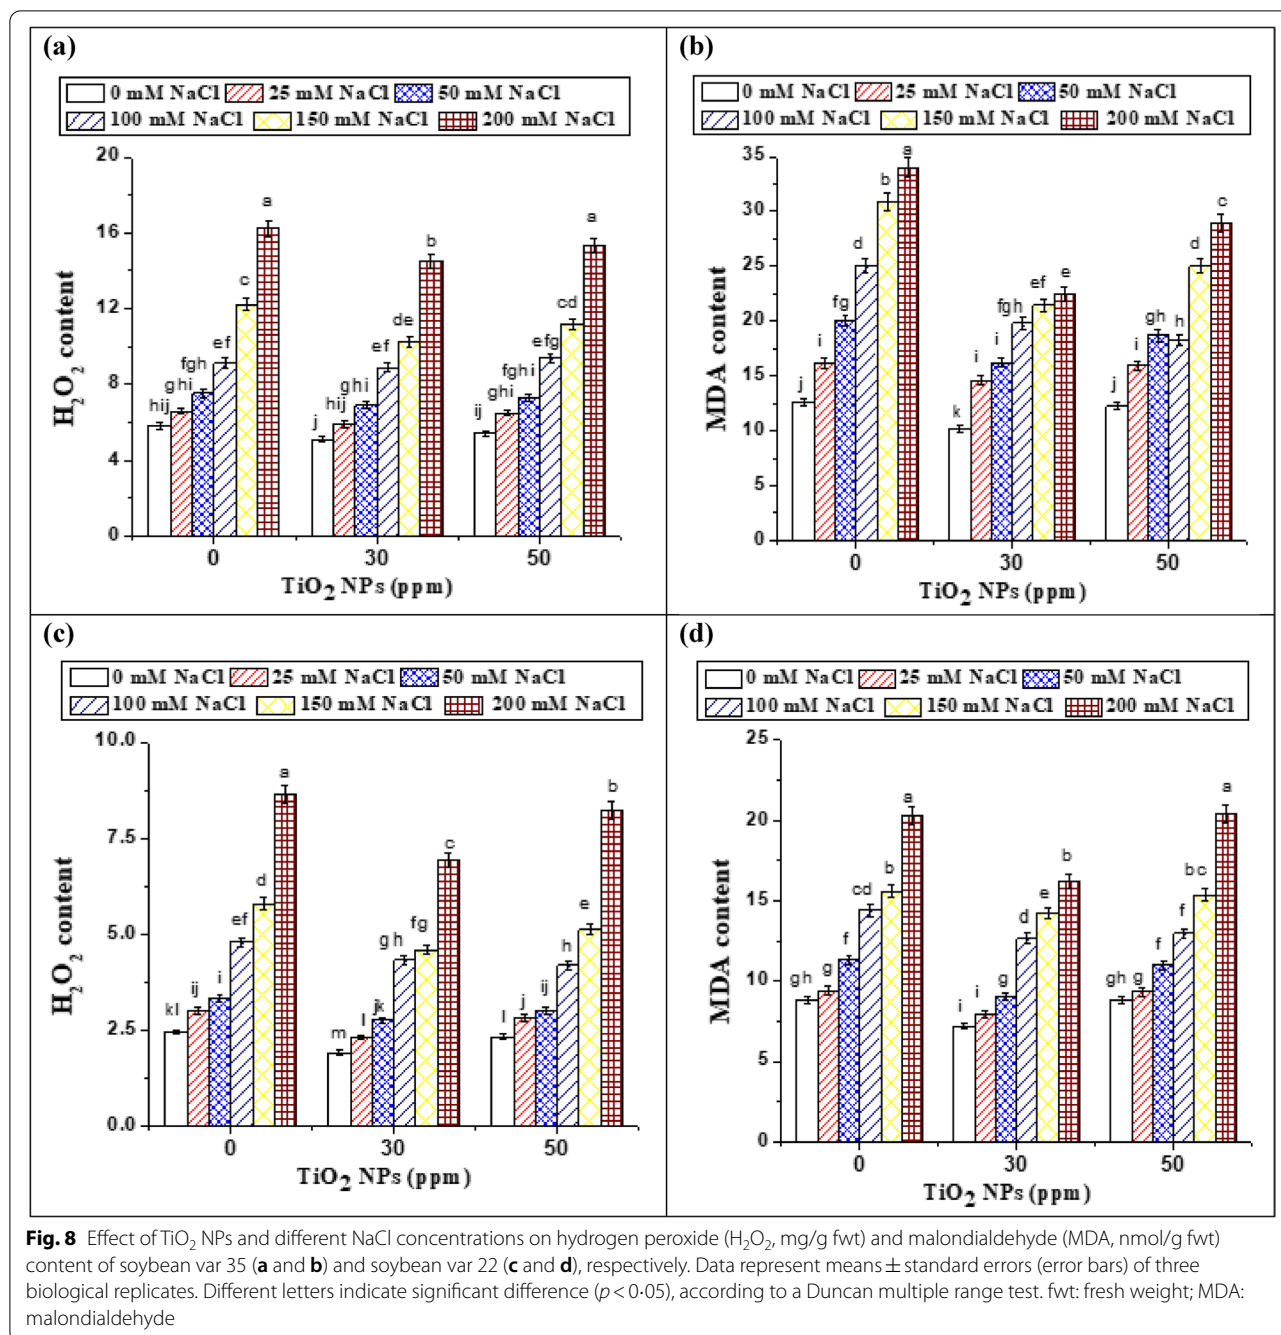 (a)
0 mM NaCl 25 mM NaCl 50 mM NaCl
100 mM NaCl 150 mM NaCl 200 mM NaCl
H₂O₂ content
20
16
12
8
4
0
hij ghi fgh ef c a
j hij ghi ef de b
ij ghi fghi efg cd a
0 30 50
TiO₂ NPs (ppm)
(b)
0 mM NaCl 25 mM NaCl 50 mM NaCl
100 mM NaCl 150 mM NaCl 200 mM NaCl
MDA content
35
30
25
20
15
10
5
0
j i fg d b a
k i i fgh ef e
j i gh h d c
0 30 50
TiO₂ NPs (ppm)
(c)
0 mM NaCl 25 mM NaCl 50 mM NaCl
100 mM NaCl 150 mM NaCl 200 mM NaCl
H₂O₂ content
10.0
7.5
5.0
2.5
0.0
kl ij i ef d a
m l jk gh fg c
l j ij h e b
0 30 50
TiO₂ NPs (ppm)
(d)
0 mM NaCl 25 mM NaCl 50 mM NaCl
100 mM NaCl 150 mM NaCl 200 mM NaCl
MDA content
25
20
15
10
5
0
gh g f cd b a
i i g d e b
gh g f f bc a
0 30 50
TiO₂ NPs (ppm)
Fig. 8 Effect of TiO₂ NPs and different NaCl concentrations on hydrogen peroxide (H₂O₂, mg/g fwt) and malondialdehyde (MDA, nmol/g fwt)
content of soybean var 35 (a and b) and soybean var 22 (c and d), respectively. Data represent means ± standard errors (error bars) of three
biological replicates. Different letters indicate significant difference (p < 0·05), according to a Duncan multiple range test. fwt: fresh weight; MDA:
malondialdehyde